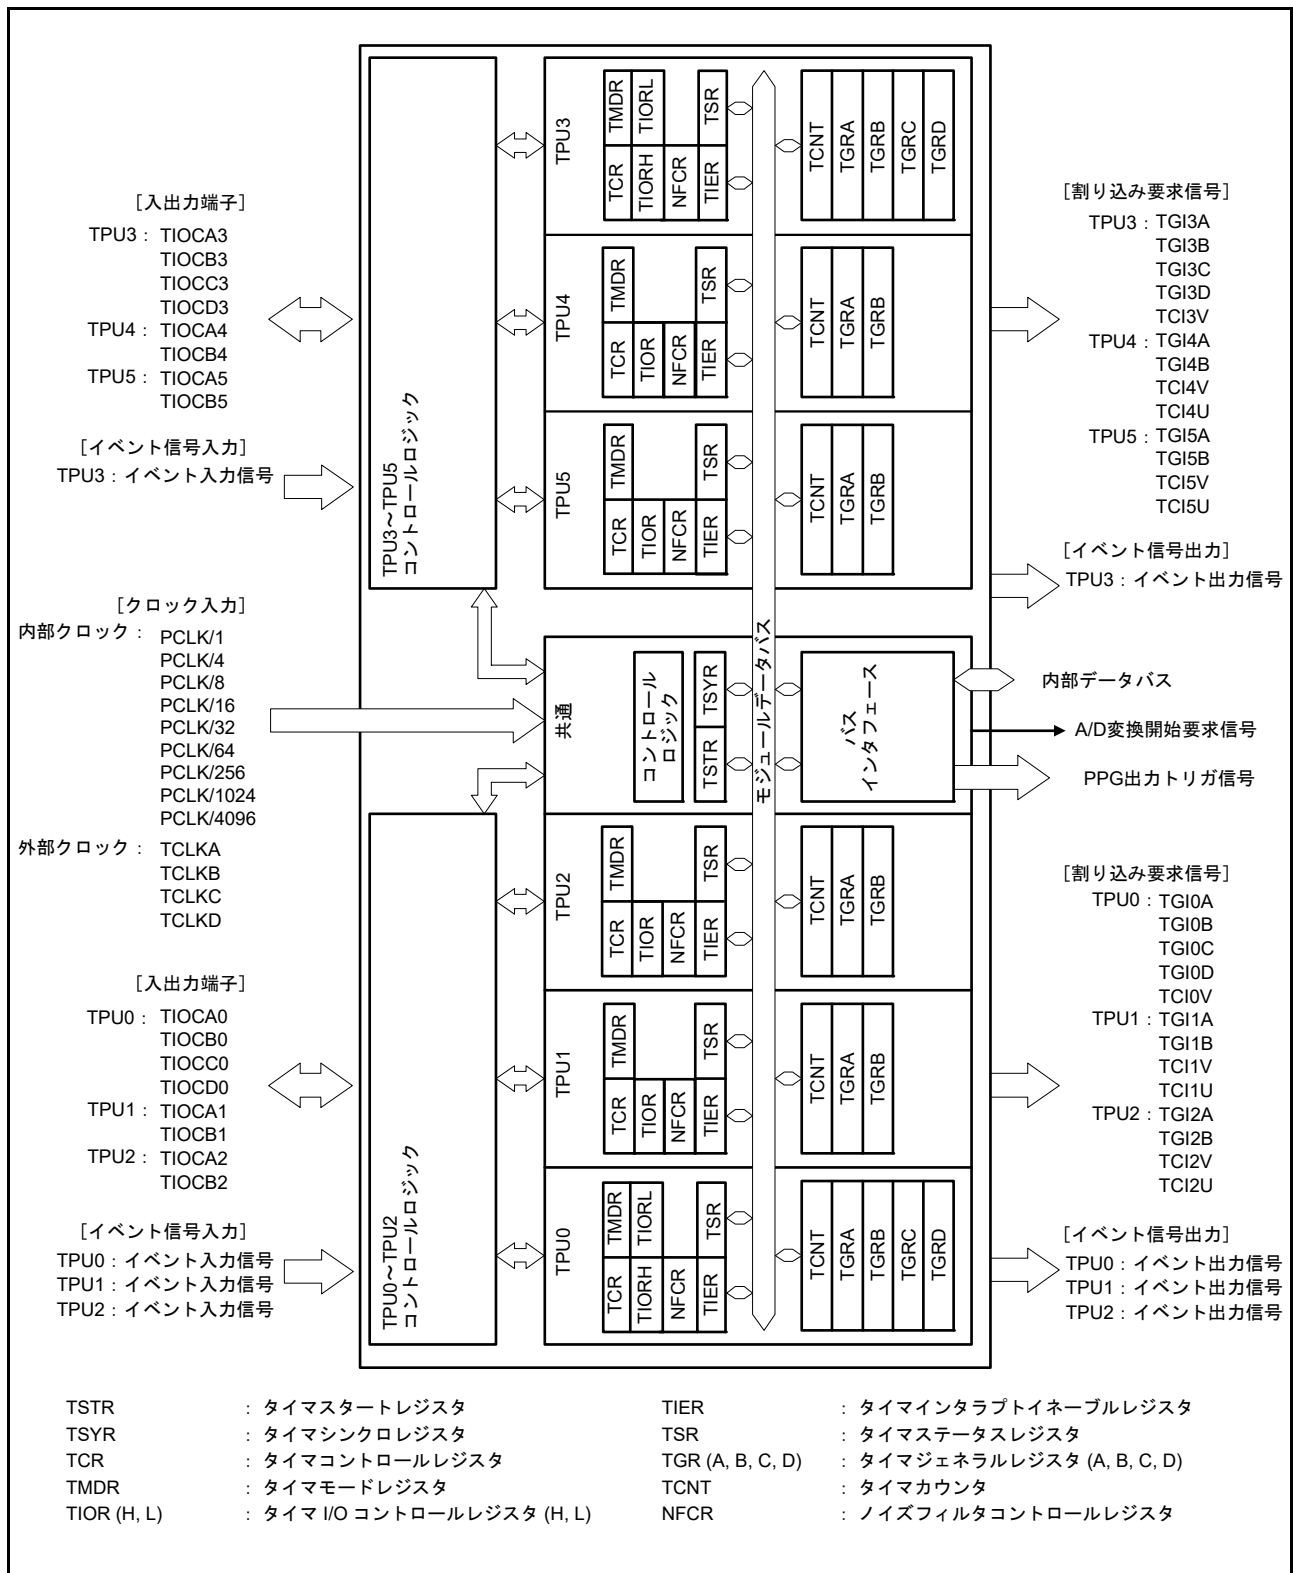 [入出力端子]
TPU3： TIOCA3
TIOCB3
TIOCC3
TIOCD3
TPU4： TIOCA4
TIOCB4
TPU5： TIOCA5
TIOCB5
[イベント信号入力]
TPU3：イベント入力信号
[クロック入力]
内部クロック： PCLK/1
PCLK/4
PCLK/8
PCLK/16
PCLK/32
PCLK/64
PCLK/256
PCLK/1024
PCLK/4096
外部クロック： TCLKA
TCLKB
TCLKC
TCLKD
[入出力端子]
TPU0： TIOCA0
TIOCB0
TIOCC0
TIOCD0
TPU1： TIOCA1
TIOCB1
TPU2： TIOCA2
TIOCB2
[イベント信号入力]
TPU0：イベント入力信号
TPU1：イベント入力信号
TPU2：イベント入力信号
TPU3～TPU5
コントロールロジック
TPU0～TPU2
コントロールロジック
TPU3
TMDR
TIORL
TSR
TCR
TIORH
NFCR
TIER
TCNT
TGRA
TGRB
TGRC
TGRD
TPU4
TMDR
TSR
TCR
TIOR
NFCR
TIER
TCNT
TGRA
TGRB
TPU5
TMDR
TSR
TCR
TIOR
NFCR
TIER
TCNT
TGRA
TGRB
共通
コントロール
ロジック
TSYR
TSTR
モジュールデータバス
バス
インタフェース
TPU2
TMDR
TSR
TCR
TIOR
NFCR
TIER
TCNT
TGRA
TGRB
TPU1
TMDR
TSR
TCR
TIOR
NFCR
TIER
TCNT
TGRA
TGRB
TPU0
TMDR
TIORL
TSR
TCR
TIORH
NFCR
TIER
TCNT
TGRA
TGRB
TGRC
TGRD
[割り込み要求信号]
TPU3：TGI3A
TGI3B
TGI3C
TGI3D
TCI3V
TPU4：TGI4A
TGI4B
TCI4V
TCI4U
TPU5：TGI5A
TGI5B
TCI5V
TCI5U
[イベント信号出力]
TPU3：イベント出力信号
内部データバス
A/D変換開始要求信号
PPG出力トリガ信号
[割り込み要求信号]
TPU0：TGI0A
TGI0B
TGI0C
TGI0D
TCI0V
TPU1：TGI1A
TGI1B
TCI1V
TCI1U
TPU2：TGI2A
TGI2B
TCI2V
TCI2U
[イベント信号出力]
TPU0：イベント出力信号
TPU1：イベント出力信号
TPU2：イベント出力信号
TSTR ：タイマスタートレジスタ
TSYR ：タイマシンクロレジスタ
TCR ：タイマコントロールレジスタ
TMDR ：タイマモードレジスタ
TIOR (H, L) ：タイマ I/O コントロールレジスタ (H, L)
TIER ：タイマインタラプトイネーブルレジスタ
TSR ：タイマステータスレジスタ
TGR (A, B, C, D) ：タイマジェネラルレジスタ (A, B, C, D)
TCNT ：タイマカウンタ
NFCR ：ノイズフィルタコントロールレジスタ